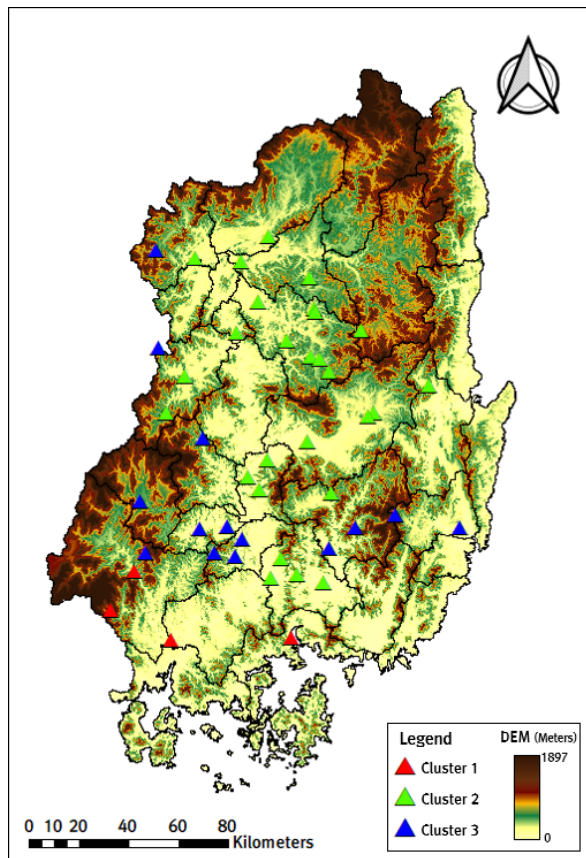 Legend
Cluster 1
Cluster 2
Cluster 3
DEM (Meters)
1897
0
0 10 20 40 60 80
Kilometers